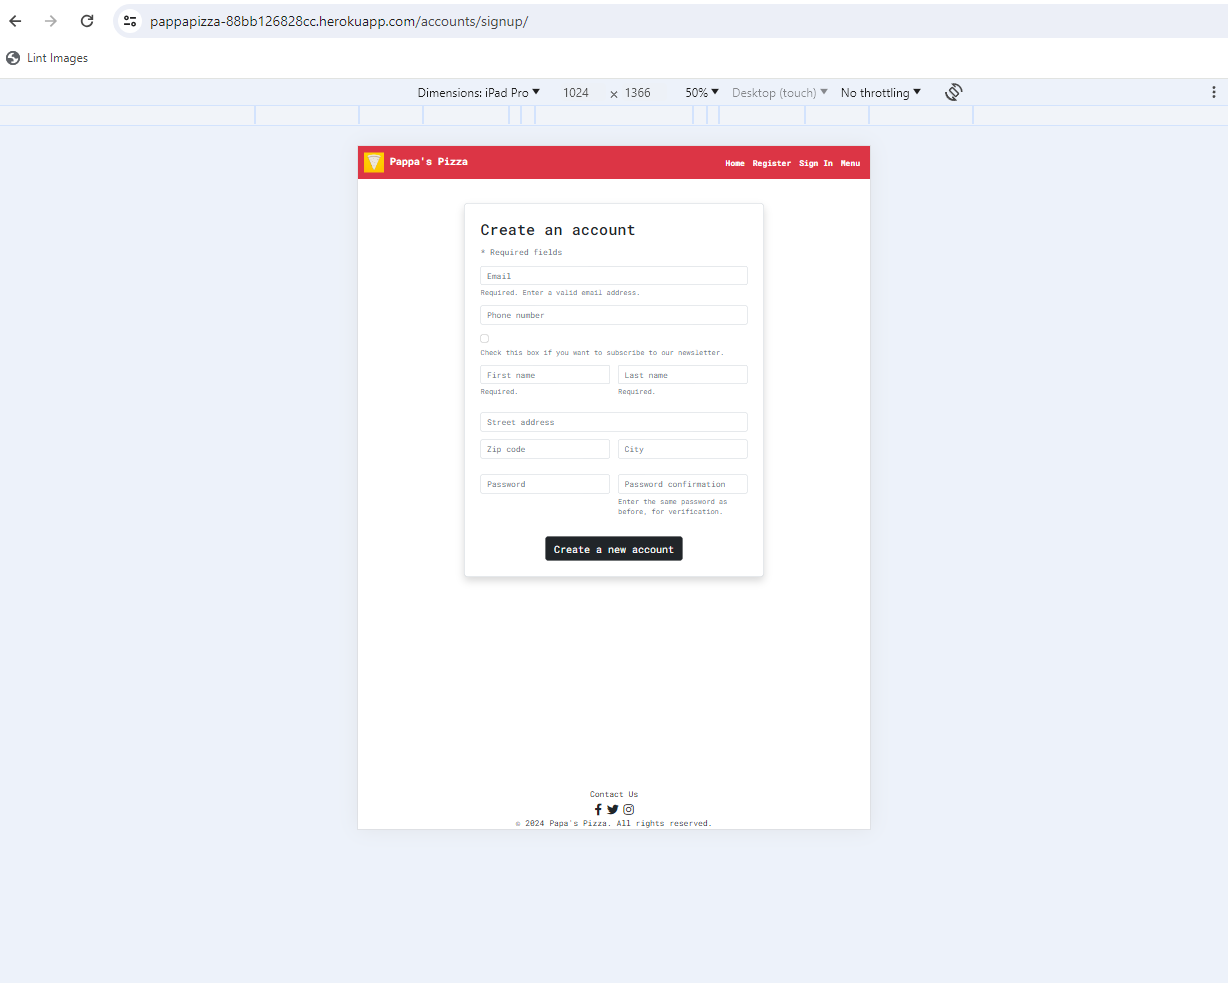 pappapizza-88bb126828cc.herokuapp.com/accounts/signup/
Lint Images
Dimensions: iPad Pro 1024 × 1366 50% Desktop (touch) No throttling
Pappa's Pizza Home Register Sign In Menu
Create an account
* Required fields
Email
Required. Enter a valid email address.
Phone number
Check this box if you want to subscribe to our newsletter.
First name Last name
Required. Required.
Street address
Zip code City
Password Password confirmation
Enter the same password as
before, for verification.
Create a new account
Contact Us
© 2024 Papa's Pizza. All rights reserved.